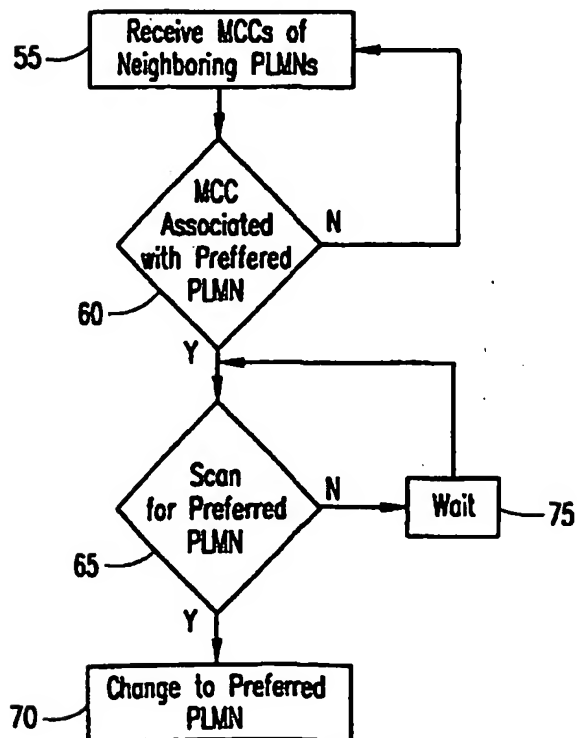 55
Receive MCCs of
Neighboring PLMNs
MCC
Associated
with Preffered
PLMN
N
60
Y
Scan
for Preferred
PLMN
N
Wait
75
65
Y
70
Change to Preferred
PLMN